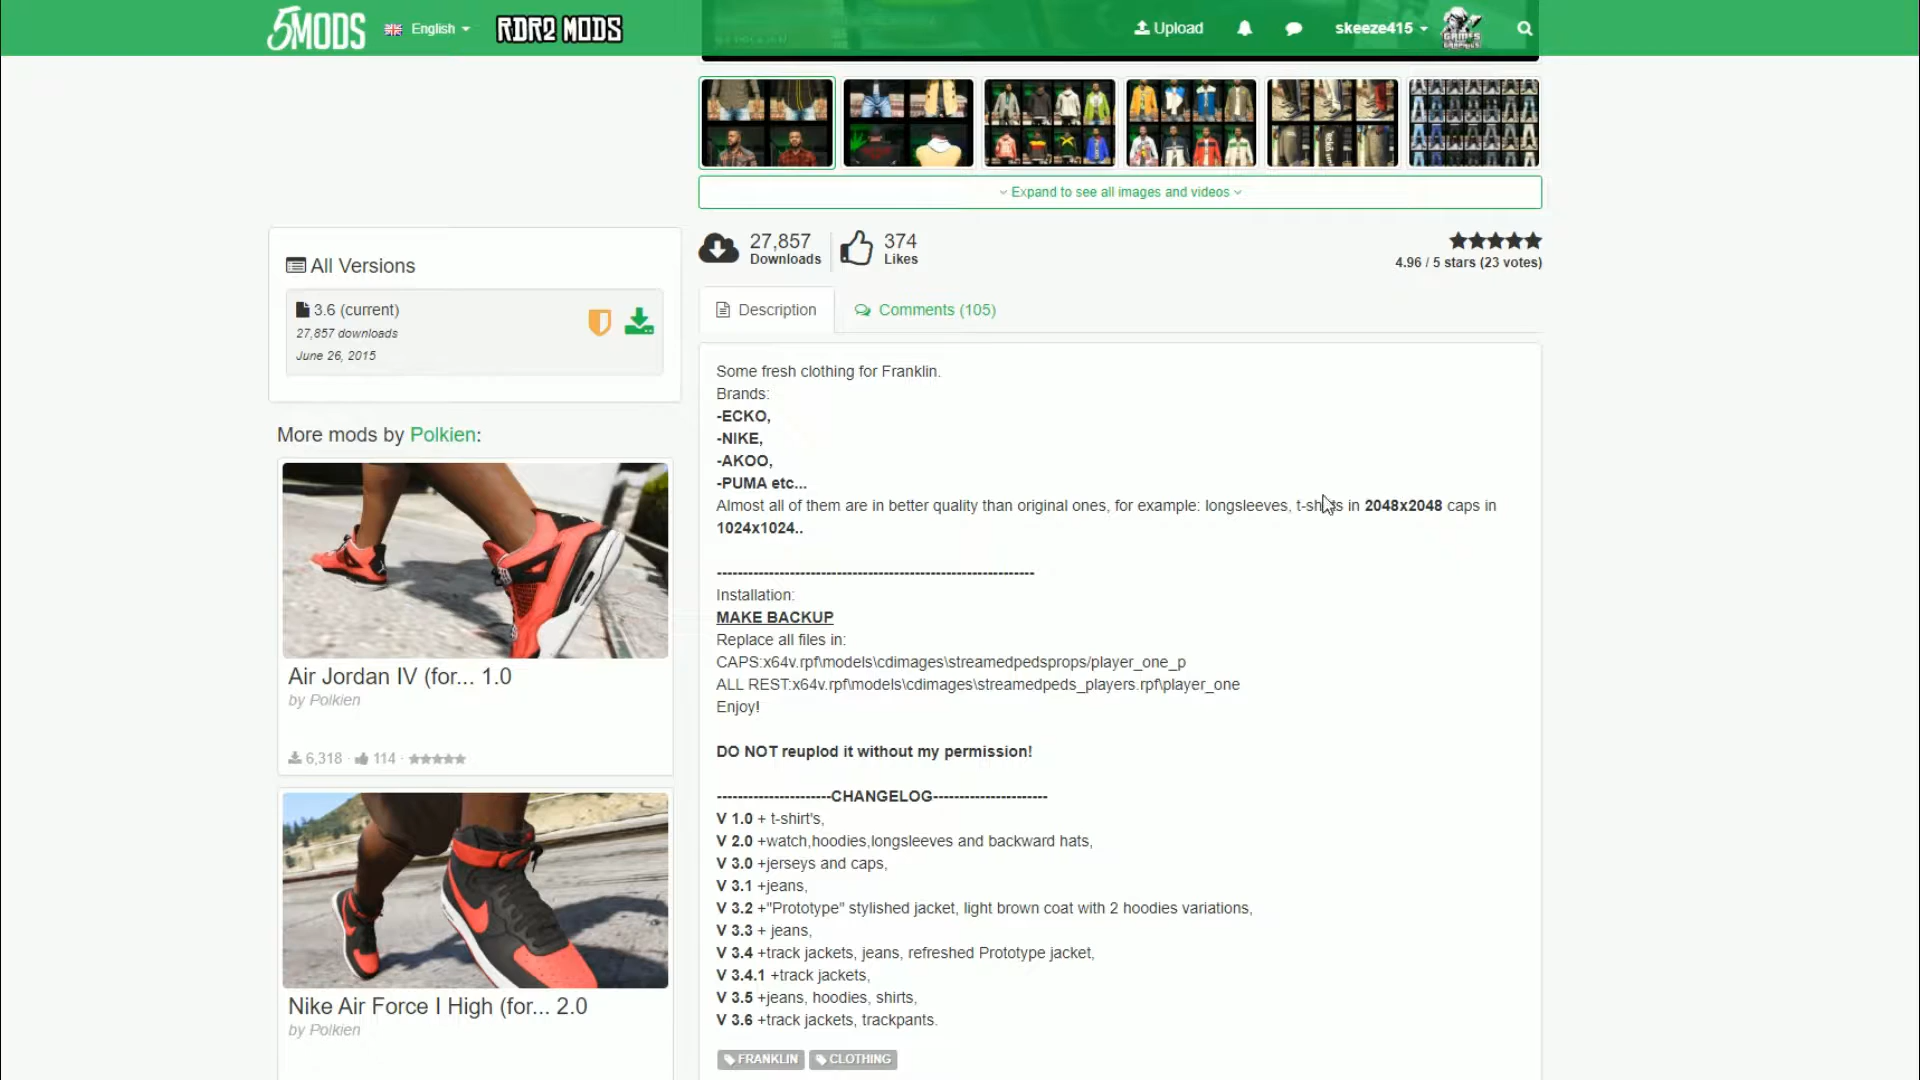 5MODS English RDR2 MODS Upload skeeze415
Expand to see all images and videos
27,857
Downloads
374
Likes
4.96 / 5 stars (23 votes)
All Versions
3.6 (current)
27,857 downloads
June 26, 2015
Description Comments (105)
Some fresh clothing for Franklin.
Brands:
-ECKO,
-NIKE,
-AKOO,
-PUMA etc...
Almost all of them are in better quality than original ones, for example: longsleeves, t-shirts in 2048x2048 caps in
1024x1024..
------------------------------------------------------------
Installation:
MAKE BACKUP
Replace all files in:
CAPS:x64v.rpf\models\cdimages\streamedpedsprops/player_one_p
ALL REST:x64v.rpf\models\cdimages\streamedpeds_players.rpf\player_one
Enjoy!
DO NOT reuplod it without my permission!
----------------------CHANGELOG----------------------
V 1.0 + t-shirt's,
V 2.0 +watch,hoodies,longsleeves and backward hats,
V 3.0 +jerseys and caps,
V 3.1 +jeans,
V 3.2 +"Prototype" stylished jacket, light brown coat with 2 hoodies variations,
V 3.3 + jeans,
V 3.4 +track jackets, jeans, refreshed Prototype jacket,
V 3.4.1 +track jackets,
V 3.5 +jeans, hoodies, shirts,
V 3.6 +track jackets, trackpants.
FRANKLIN CLOTHING
More mods by Polkien:
Air Jordan IV (for... 1.0
by Polkien
6,318 · 114 ·
Nike Air Force I High (for... 2.0
by Polkien